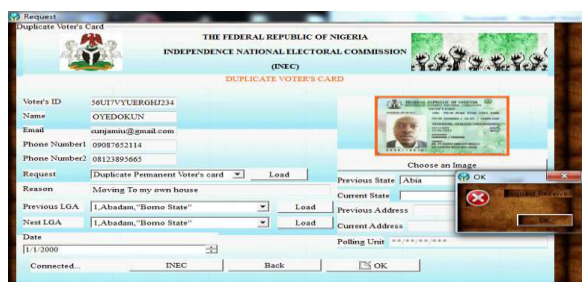 Request
Duplicate Voter's Card
THE FEDERAL REPUBLIC OF NIGERIA
INDEPENDENCE NATIONAL ELECTORAL COMMISSION
(INEC)
DUPLICATE VOTER'S CARD
Voter's ID 56UI7VYUERGHJ234
Name OYEDOKUN
Email sunjamiu@gmail.com
Phone Number1 09087652114
Phone Number2 08123895665
Request Duplicate Permanent Voter's card Load
Reason Moving To my own house
Previous LGA 1,Abadam,"Borno State" Load
Next LGA 1,Abadam,"Borno State" Load
Date
1/1/2000
Choose an Image
Previous State Abia
Current State
Previous Address
Current Address
Polling Unit **/**/**/***
OK
Request Received
OK
Connected... INEC Back OK